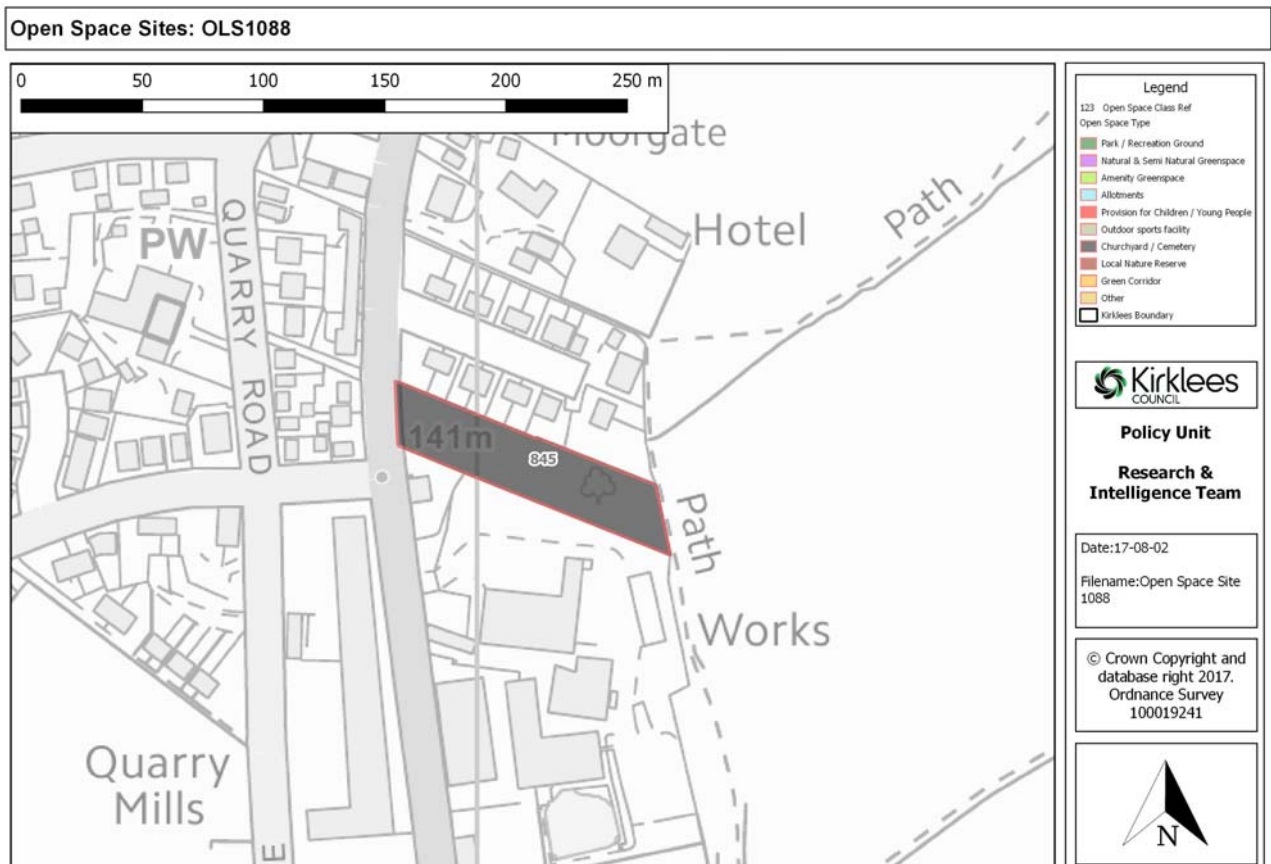 Open Space Sites: OLS1088
0 50 100 150 200 250 m
Moorgate
Hotel
Path
PW
QUARRY ROAD
141m
845
Path
Works
Quarry
Mills
E
Legend
123 Open Space Class Ref
Open Space Type
Park / Recreation Ground
Natural & Semi Natural Greenspace
Amenity Greenspace
Allotments
Provision for Children / Young People
Outdoor sports facility
Churchyard / Cemetery
Local Nature Reserve
Green Corridor
Other
Kirklees Boundary
Kirklees
COUNCIL
Policy Unit
Research &
Intelligence Team
Date:17-08-02
Filename:Open Space Site
1088
© Crown Copyright and
database right 2017.
Ordnance Survey
100019241
N